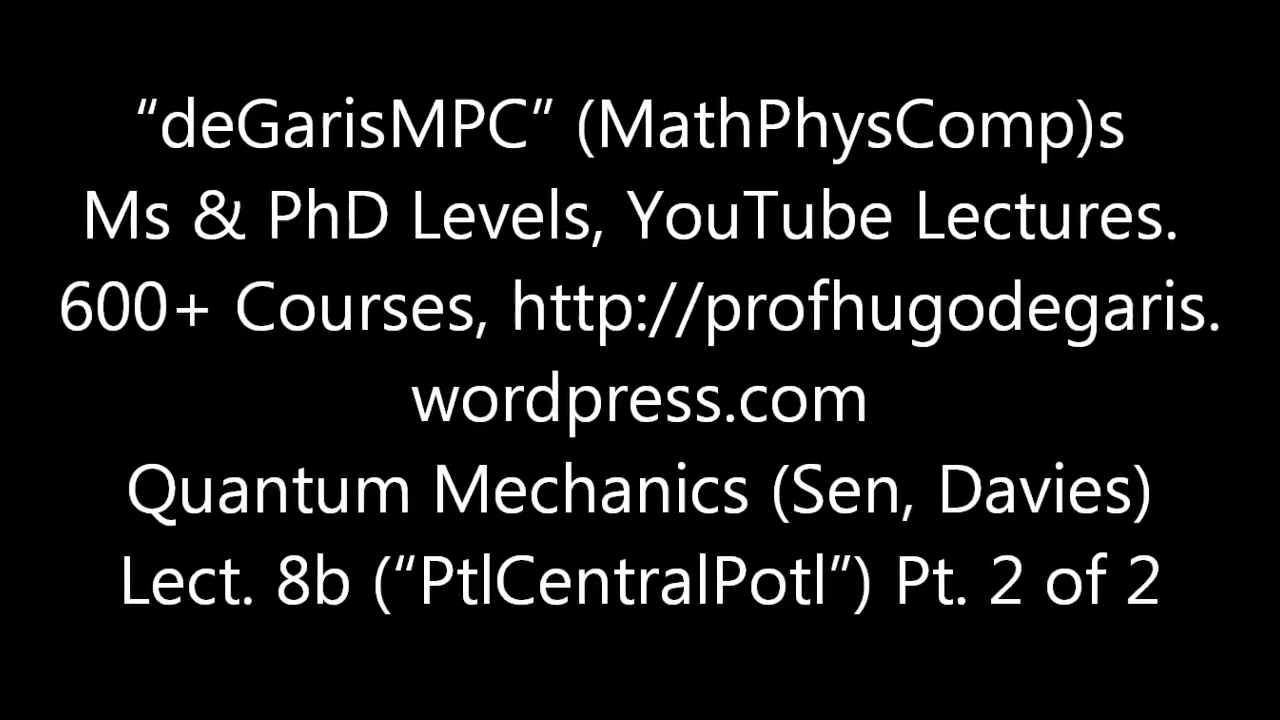 “deGarisMPC” (MathPhysComp)s
Ms & PhD Levels, YouTube Lectures.
600+ Courses, http://profhugodegaris.
wordpress.com
Quantum Mechanics (Sen, Davies)
Lect. 8b (“PtlCentralPotl”) Pt. 2 of 2